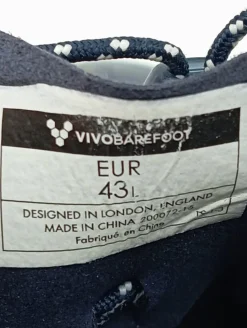 VIVOBAREFOOT
EUR
43
DESIGNED IN LONDON, ENGLAND
MADE IN CHINA
Fabriqué en Chine